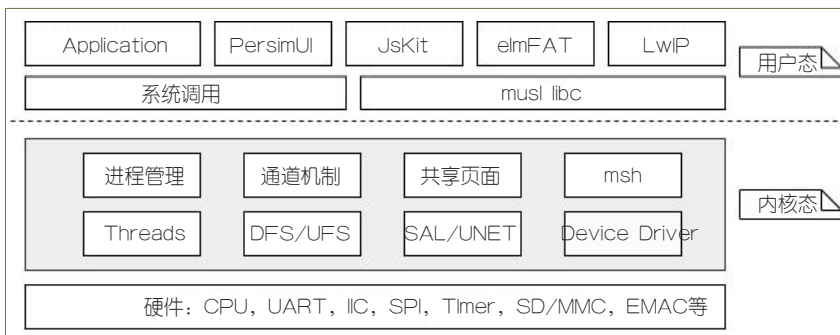 Application PersimUI JsKit elmFAT LwIP
用户态
系统调用 musl libc
进程管理 通道机制 共享页面 msh
内核态
Threads DFS/UFS SAL/UNET Device Driver
硬件：CPU，UART，IIC，SPI，TImer，SD/MMC，EMAC等